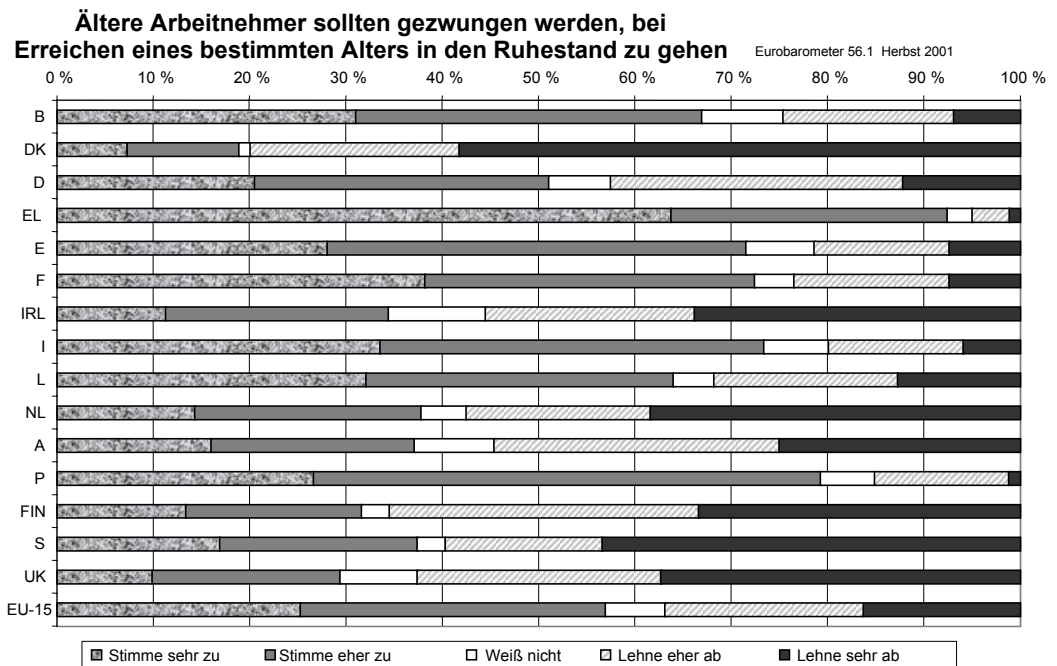 Ältere Arbeitnehmer sollten gezwungen werden, bei
Erreichen eines bestimmten Alters in den Ruhestand zu gehen Eurobarometer 56.1 Herbst 2001
0 % 10 % 20 % 30 % 40 % 50 % 60 % 70 % 80 % 90 % 100 %
B
DK
D
EL
E
F
IRL
I
L
NL
A
P
FIN
S
UK
EU-15
Stimme sehr zu Stimme eher zu Weiß nicht Lehne eher ab Lehne sehr ab